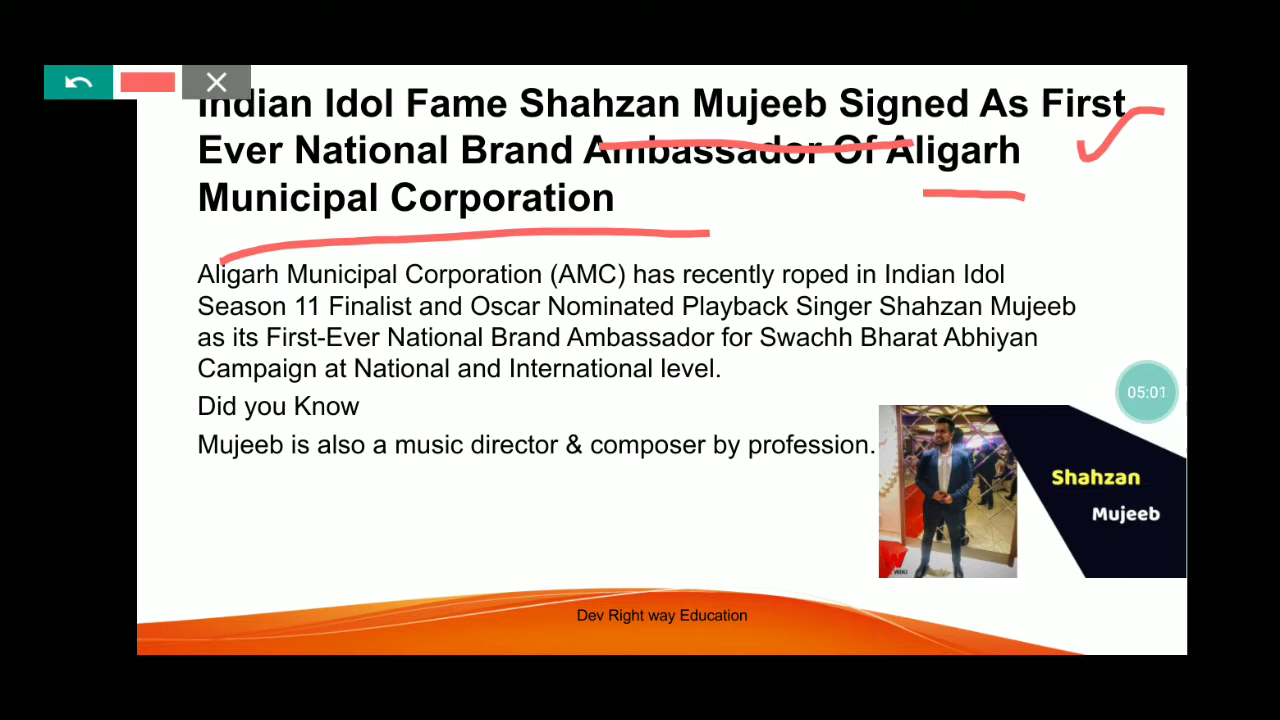 Indian Idol Fame Shahzan Mujeeb Signed As First
Ever National Brand Ambassador Of Aligarh
Municipal Corporation
Aligarh Municipal Corporation (AMC) has recently roped in Indian Idol
Season 11 Finalist and Oscar Nominated Playback Singer Shahzan Mujeeb
as its First-Ever National Brand Ambassador for Swachh Bharat Abhiyan
Campaign at National and International level.
05:01
Did you Know
Mujeeb is also a music director & composer by profession.
Shahzan
Mujeeb
WIKI
Dev Right way Education